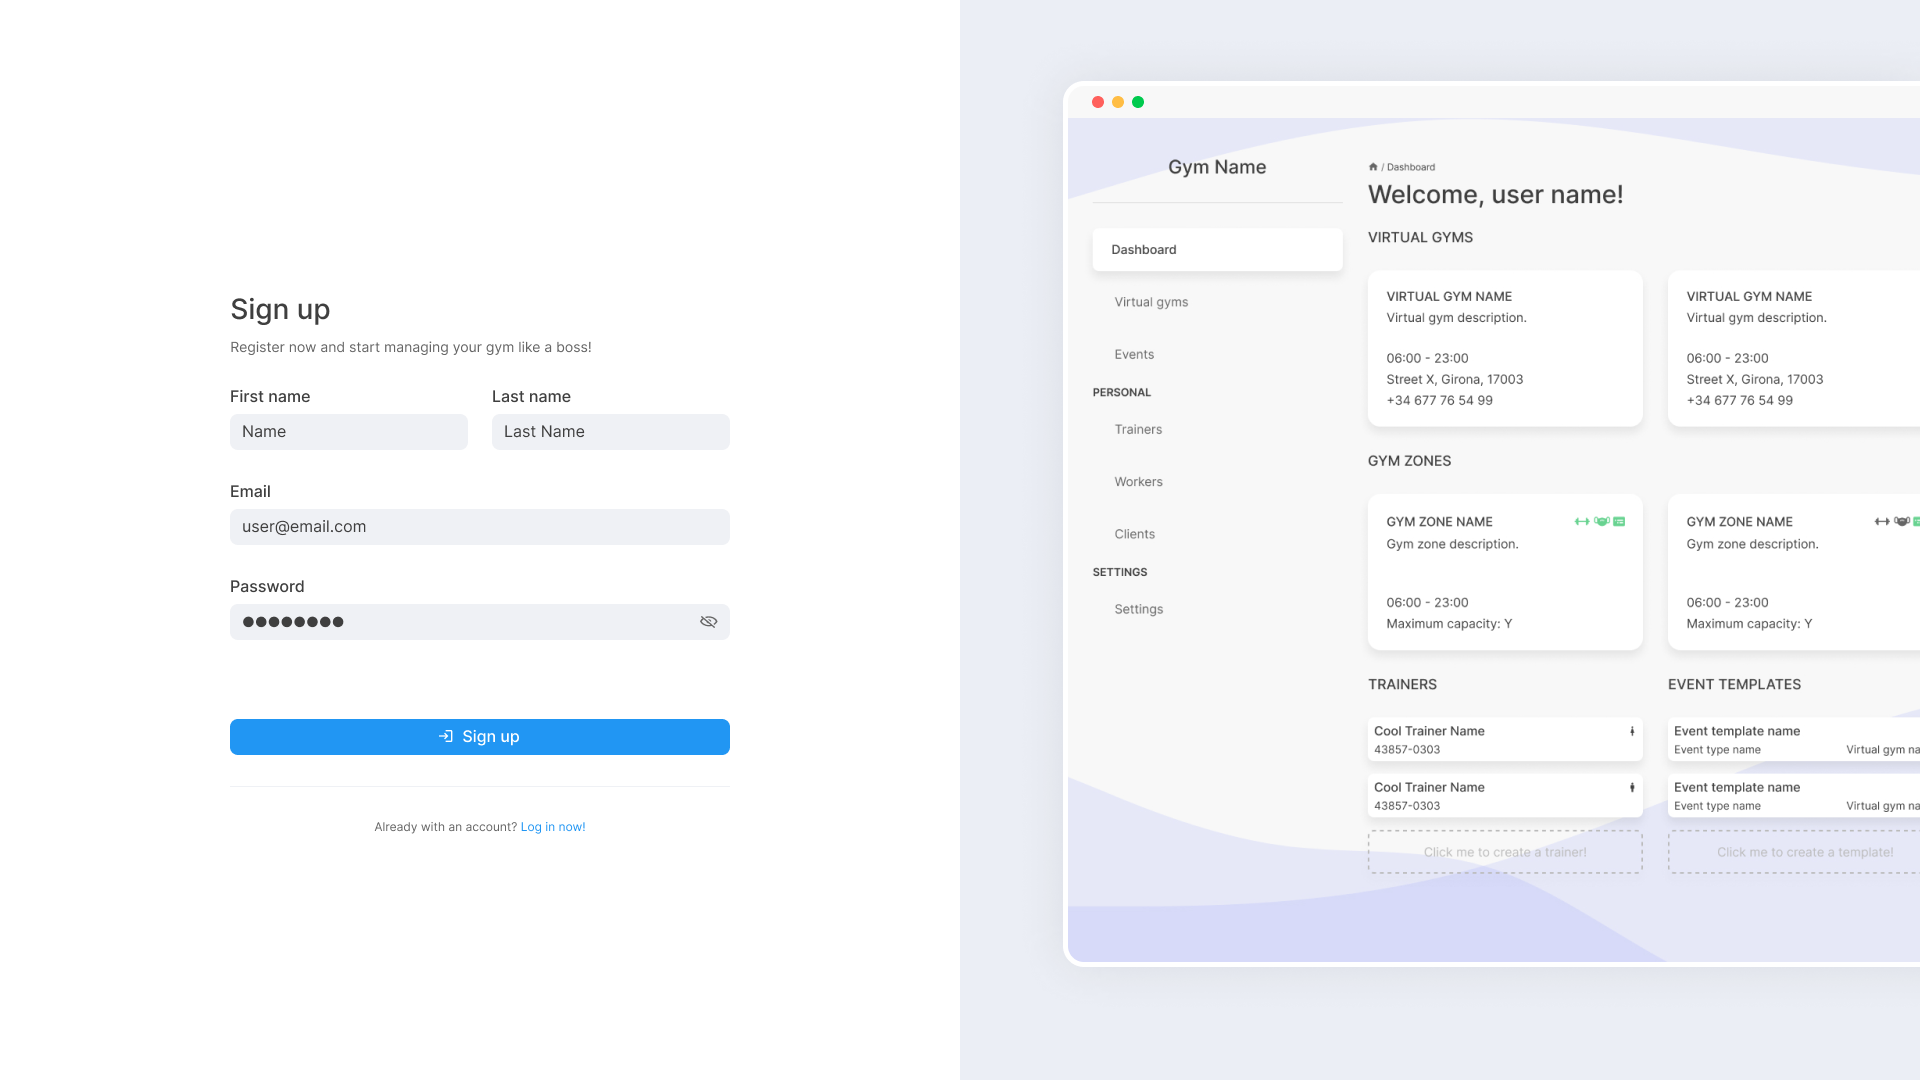 Sign up
Register now and start managing your gym like a boss!
First name
Last name
Name
Last Name
Email
user@email.com
Password
Sign up
Already with an account? Log in now!
Gym Name
Dashboard
Virtual gyms
Events
PERSONAL
Trainers
Workers
Clients
SETTINGS
Settings
/ Dashboard
Welcome, user name!
VIRTUAL GYMS
VIRTUAL GYM NAME
Virtual gym description.
06:00 - 23:00
Street X, Girona, 17003
+34 677 76 54 99
VIRTUAL GYM NAME
Virtual gym description.
06:00 - 23:00
Street X, Girona, 17003
+34 677 76 54 99
GYM ZONES
GYM ZONE NAME
Gym zone description.
06:00 - 23:00
Maximum capacity: Y
GYM ZONE NAME
Gym zone description.
06:00 - 23:00
Maximum capacity: Y
TRAINERS
Cool Trainer Name
43857-0303
Cool Trainer Name
43857-0303
Click me to create a trainer!
EVENT TEMPLATES
Event template name
Event type name
Virtual gym na
Event template name
Event type name
Virtual gym na
Click me to create a template!